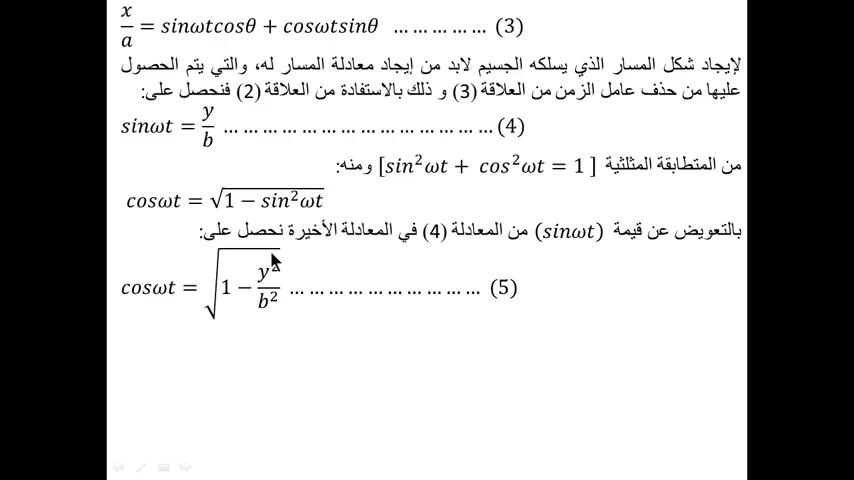 x/a = sinωtcosθ + cosωtsinθ … … … … … (3)
لإيجاد شكل المسار الذي يسلكه الجسيم لابد من إيجاد معادلة المسار له، والتي يتم الحصول
عليها من حذف عامل الزمن من العلاقة (3) و ذلك بالاستفادة من العلاقة (2) فنحصل على:
sinωt = y/b … … … … … … … … … … … … … … (4)
من المتطابقة المثلثية [sin²ωt + cos²ωt = 1 ] ومنه:
cosωt = √(1 − sin²ωt)
بالتعويض عن قيمة (sinωt) من المعادلة (4) في المعادلة الأخيرة نحصل على:
cosωt = √(1 − y²/b²) … … … … … … … … … … (5)